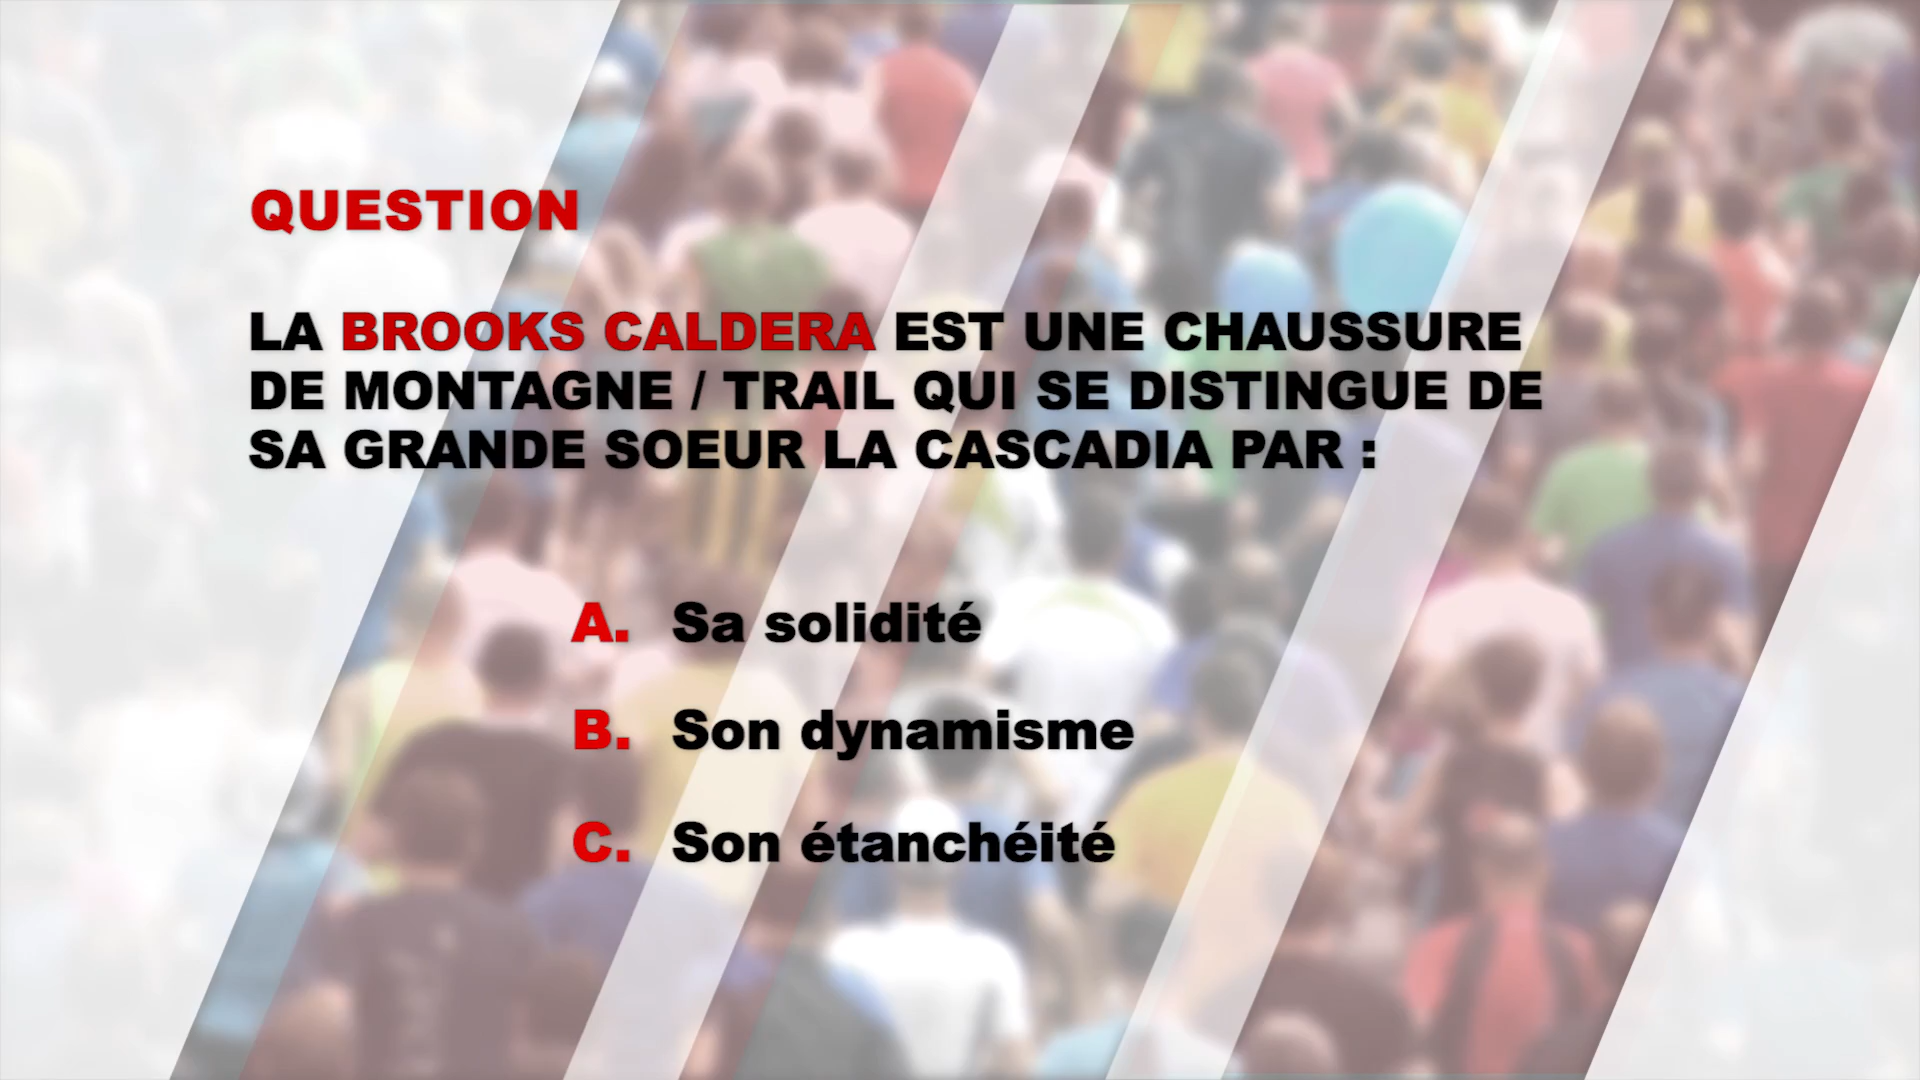 QUESTION
LA BROOKS CALDERA EST UNE CHAUSSURE
DE MONTAGNE / TRAIL QUI SE DISTINGUE DE
SA GRANDE SOEUR LA CASCADIA PAR :
A. Sa solidité
B. Son dynamisme
C. Son étanchéité